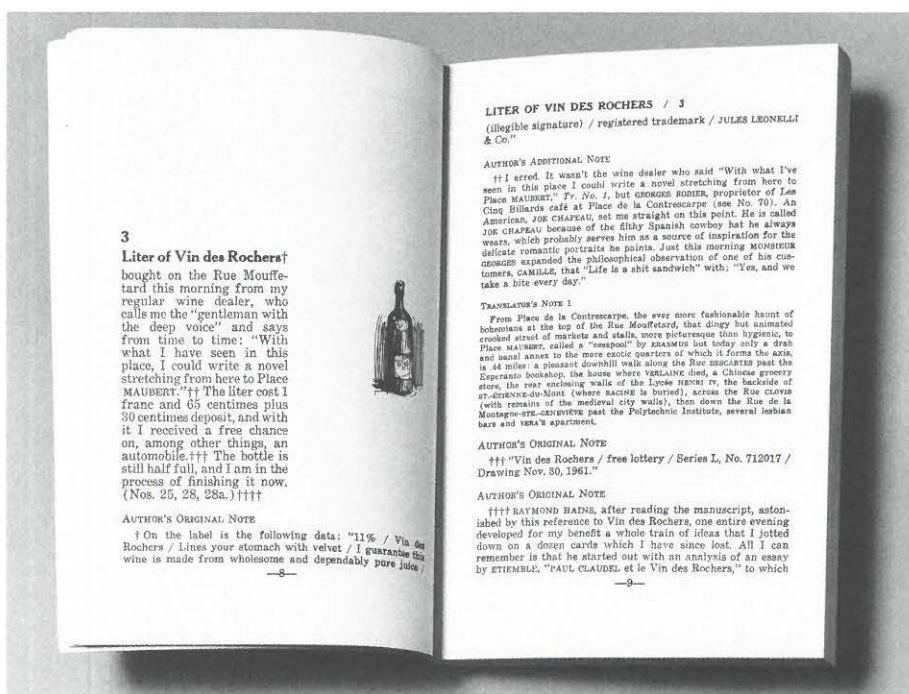 3
Liter of Vin des Rochers†
bought on the Rue Mouffe-
tard this morning from my
regular wine dealer, who
calls me the “gentleman with
the deep voice” and says
from time to time: “With
what I have seen in this
place, I could write a novel
stretching from here to Place
MAUBERT.”†† The liter cost 1
franc and 65 centimes plus
30 centimes deposit, and with
it I received a free chance
on, among other things, an
automobile.††† The bottle is
still half full, and I am in the
process of finishing it now.
(Nos. 25, 28, 28a.)††††
AUTHOR'S ORIGINAL NOTE
† On the label is the following data: “11% / Vin des
Rochers / Lines your stomach with velvet / I guarantee this
wine is made from wholesome and dependably pure juice /
—8—
LITER OF VIN DES ROCHERS / 3
(illegible signature) / registered trademark / JULES LEONELLI
& Co.”
AUTHOR'S ADDITIONAL NOTE
†† I erred. It wasn't the wine dealer who said “With what I've
seen in this place I could write a novel stretching from here to
Place MAUBERT,” Tr. No. 1, but GEORGES RODIER, proprietor of Les
Cinq Billards café at Place de la Contrescarpe (see No. 70). An
American, JOE CHAPEAU, set me straight on this point. He is called
JOE CHAPEAU because of the filthy Spanish cowboy hat he always
wears, which probably serves him as a source of inspiration for the
delicate romantic portraits he paints. Just this morning MONSIEUR
GEORGES expanded the philosophical observation of one of his cus-
tomers, CAMILLE, that “Life is a shit sandwich” with: “Yes, and we
take a bite every day.”
TRANSLATOR'S NOTE 1
From Place de la Contrescarpe, the ever more fashionable haunt of
bohemians at the top of the Rue Mouffetard, that dingy but animated
crooked street of markets and stalls, more picturesque than hygienic, to
Place MAUBERT, called a “cesspool” by ERASMUS but today only a drab
and banal annex to the more exotic quarters of which it forms the axis,
is .44 miles: a pleasant downhill walk along the Rue DESCARTES past the
Esperanto bookshop, the house where VERLAINE died, a Chinese grocery
store, the rear enclosing walls of the Lycée HENRI IV, the backside of
ST.-ÉTIENNE-du-Mont (where RACINE is buried), across the Rue CLOVIS
(with remains of the medieval city walls), then down the Rue de la
Montagne-STE.-GENEVIÈVE past the Polytechnic Institute, several lesbian
bars and VERA'S apartment.
AUTHOR'S ORIGINAL NOTE
††† “Vin des Rochers / free lottery / Series L, No. 712017 /
Drawing Nov. 30, 1961.”
AUTHOR'S ORIGINAL NOTE
†††† RAYMOND HAINS, after reading the manuscript, aston-
ished by this reference to Vin des Rochers, one entire evening
developed for my benefit a whole train of ideas that I jotted
down on a dozen cards which I have since lost. All I can
remember is that he started out with an analysis of an essay
by ETIEMBLE, “PAUL CLAUDEL et le Vin des Rochers,” to which
—9—